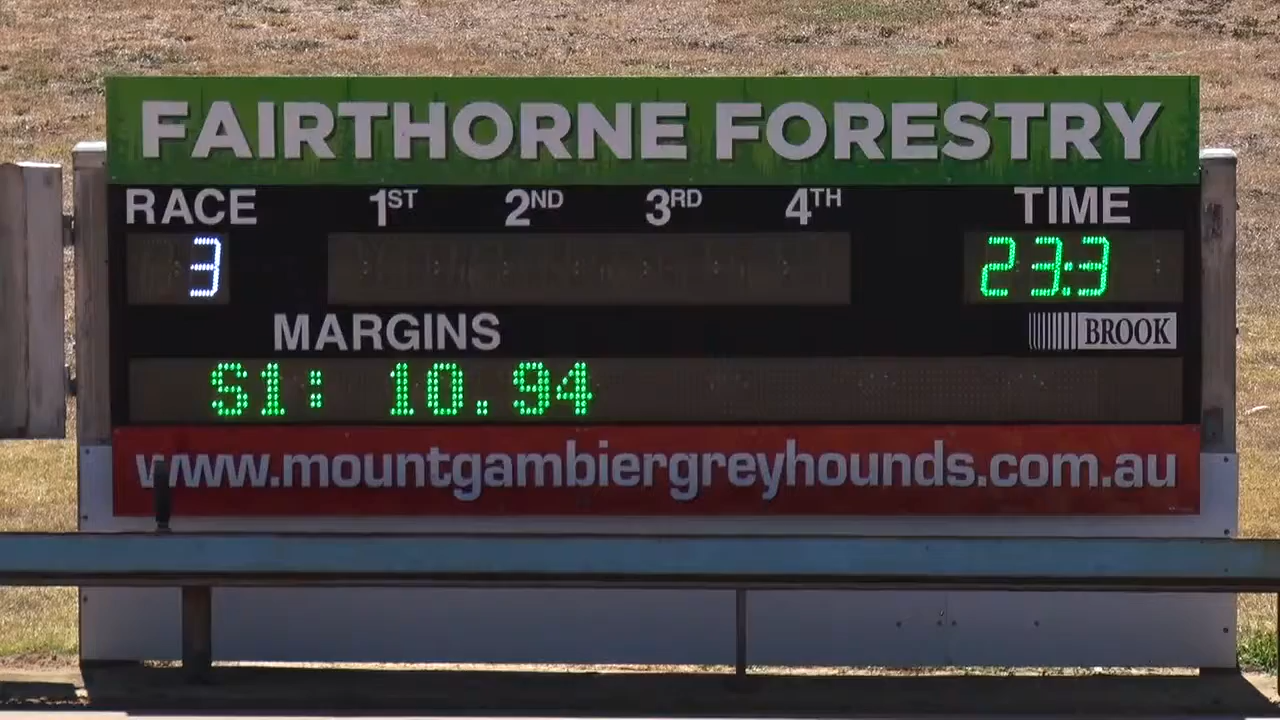 FAIRTHORNE FORESTRY
RACE 1ST 2ND 3RD 4TH TIME
3 23:3
MARGINS BROOK
S1: 10.94
www.mountgambiergreyhounds.com.au